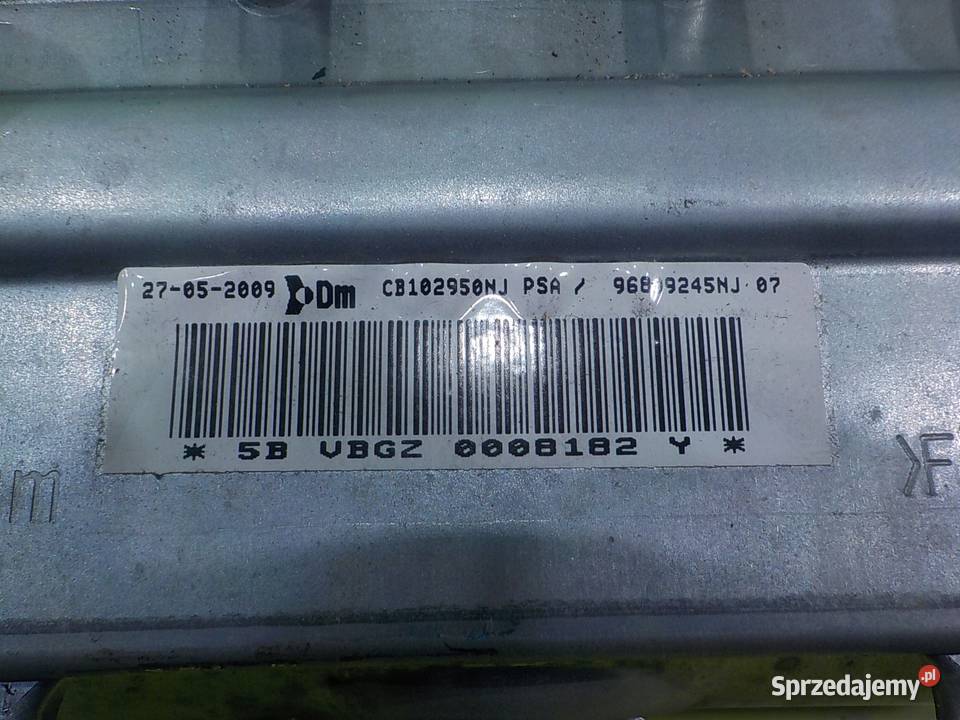 27-05-2009 Dm CB102950NJ PSA / 07
* 5B VBGZ 0008182 Y *
m
F
Sprzedajemy.pl